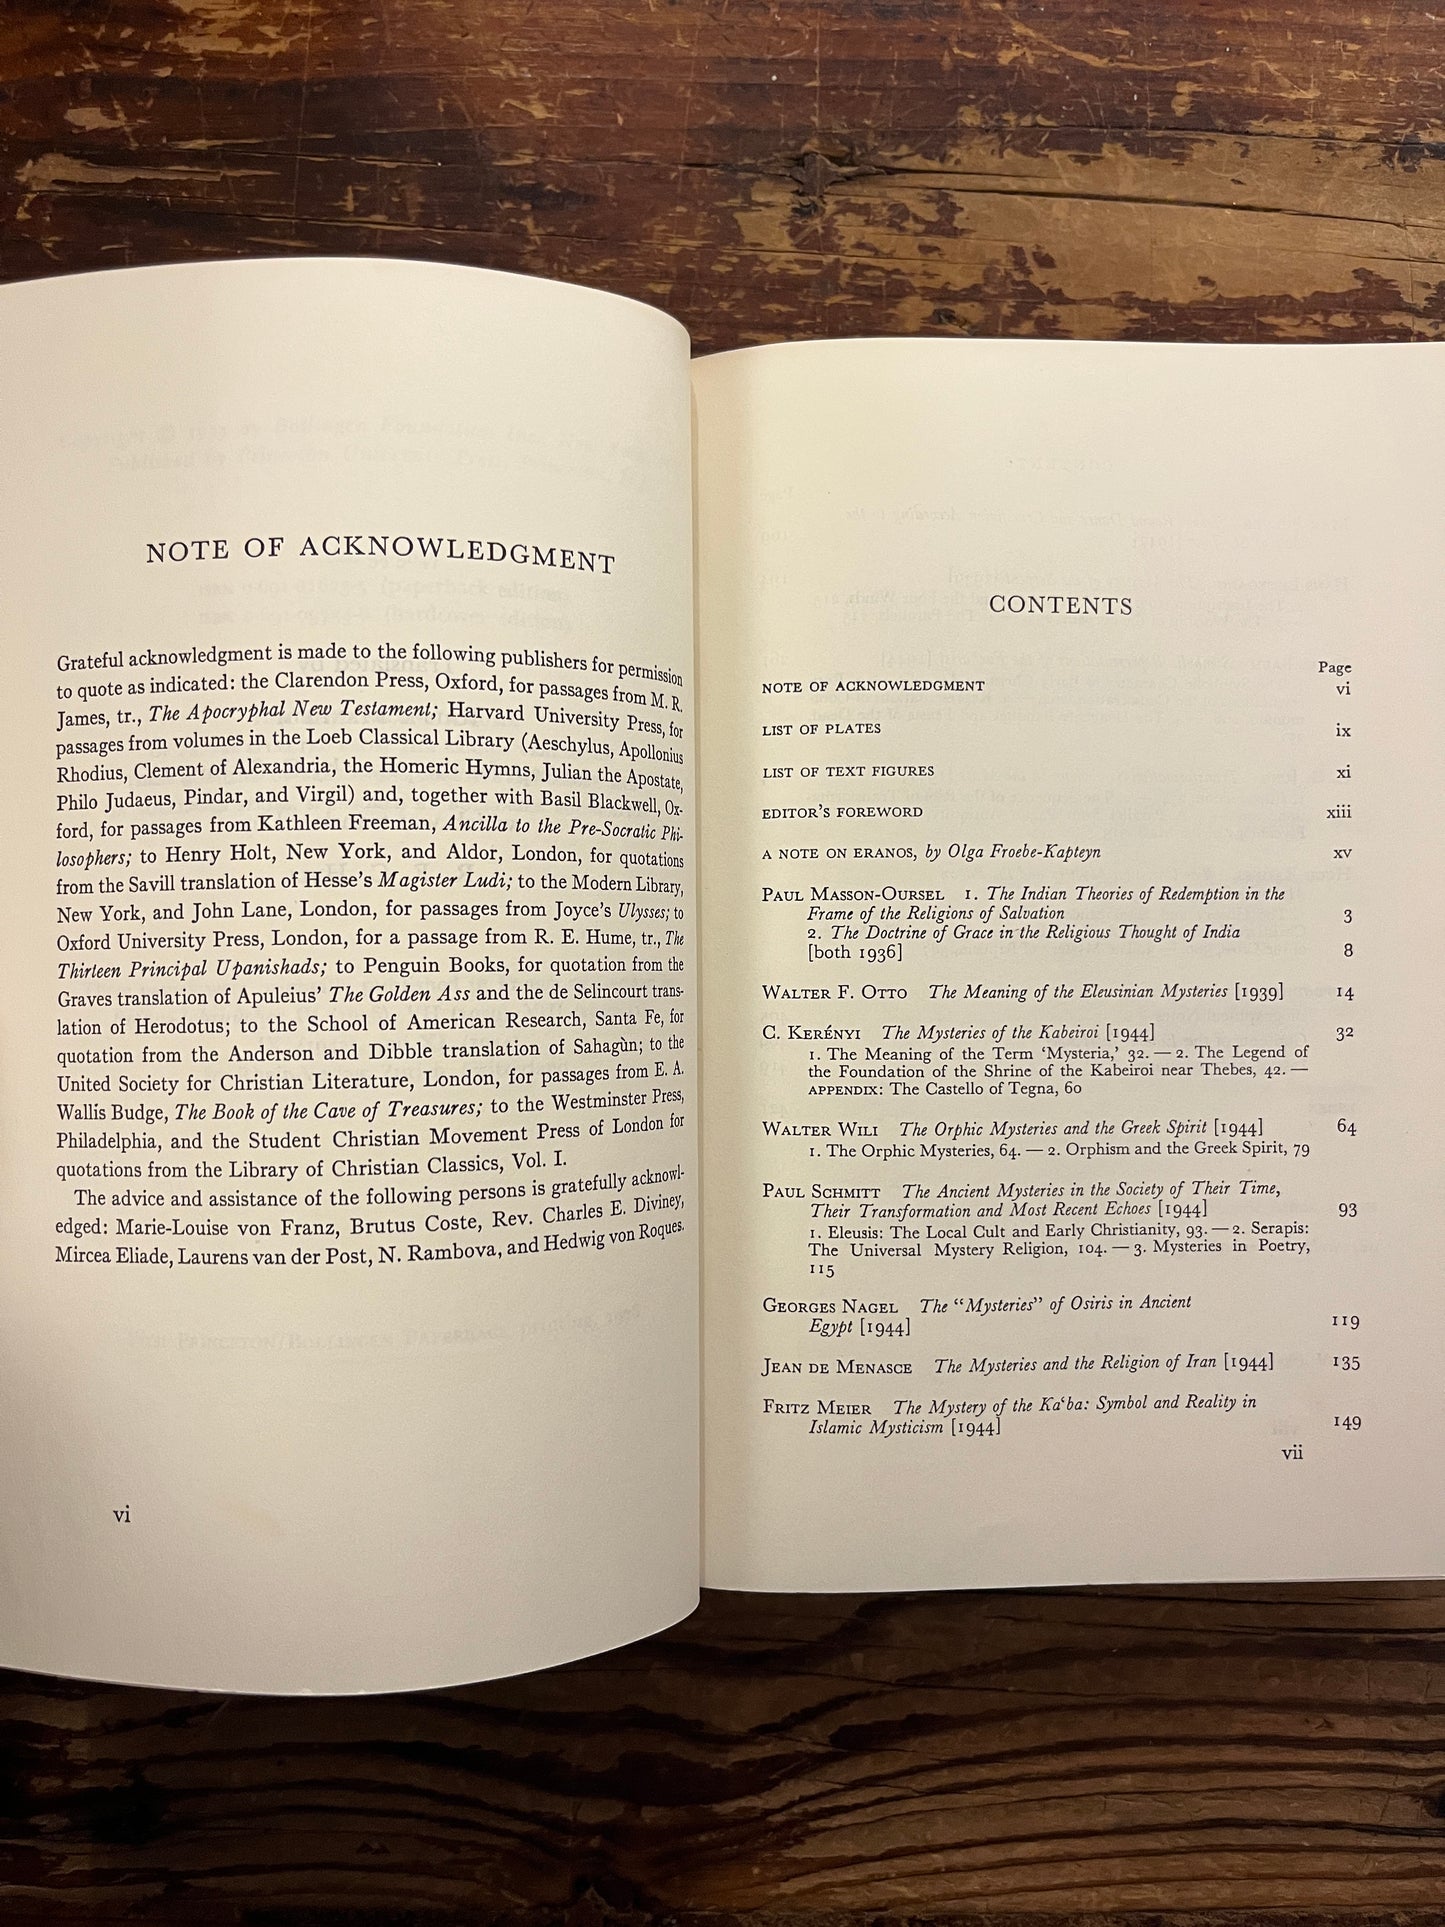 NOTE OF ACKNOWLEDGMENT
Grateful acknowledgment is made to the following publishers for permission
to quote as indicated: the Clarendon Press, Oxford, for passages from M. R.
James, tr., The Apocryphal New Testament; Harvard University Press, for
passages from volumes in the Loeb Classical Library (Aeschylus, Apollonius
Rhodius, Clement of Alexandria, the Homeric Hymns, Julian the Apostate,
Philo Judaeus, Pindar, and Virgil) and, together with Basil Blackwell, Ox-
ford, for passages from Kathleen Freeman, Ancilla to the Pre-Socratic Phi-
losophers; to Henry Holt, New York, and Aldor, London, for quotations
from the Savill translation of Hesse's Magister Ludi; to the Modern Library,
New York, and John Lane, London, for passages from Joyce's Ulysses; to
Oxford University Press, London, for a passage from R. E. Hume, tr., The
Thirteen Principal Upanishads; to Penguin Books, for quotation from the
Graves translation of Apuleius' The Golden Ass and the de Selincourt trans-
lation of Herodotus; to the School of American Research, Santa Fe, for
quotation from the Anderson and Dibble translation of Sahagùn; to the
United Society for Christian Literature, London, for passages from E. A.
Wallis Budge, The Book of the Cave of Treasures; to the Westminster Press,
Philadelphia, and the Student Christian Movement Press of London for
quotations from the Library of Christian Classics, Vol. I.
The advice and assistance of the following persons is gratefully acknowl-
edged: Marie-Louise von Franz, Brutus Coste, Rev. Charles E. Diviney,
Mircea Eliade, Laurens van der Post, N. Rambova, and Hedwig von Roques.
vi
CONTENTS
Page
NOTE OF ACKNOWLEDGMENT vi
LIST OF PLATES ix
LIST OF TEXT FIGURES xi
EDITOR'S FOREWORD xiii
A NOTE ON ERANOS, by Olga Froebe-Kapteyn xv
PAUL MASSON-OURSEL 1. The Indian Theories of Redemption in the
Frame of the Religions of Salvation 3
2. The Doctrine of Grace in the Religious Thought of India
[both 1936] 8
WALTER F. OTTO The Meaning of the Eleusinian Mysteries [1939] 14
C. KERÉNYI The Mysteries of the Kabeiroi [1944] 32
1. The Meaning of the Term 'Mysteria,' 32. — 2. The Legend of
the Foundation of the Shrine of the Kabeiroi near Thebes, 42. —
APPENDIX: The Castello of Tegna, 60
WALTER WILI The Orphic Mysteries and the Greek Spirit [1944] 64
1. The Orphic Mysteries, 64. — 2. Orphism and the Greek Spirit, 79
PAUL SCHMITT The Ancient Mysteries in the Society of Their Time,
Their Transformation and Most Recent Echoes [1944] 93
1. Eleusis: The Local Cult and Early Christianity, 93. — 2. Serapis:
The Universal Mystery Religion, 104. — 3. Mysteries in Poetry,
115
GEORGES NAGEL The "Mysteries" of Osiris in Ancient
Egypt [1944] 119
JEAN DE MENASCE The Mysteries and the Religion of Iran [1944] 135
FRITZ MEIER The Mystery of the Ka‘ba: Symbol and Reality in
Islamic Mysticism [1944] 149
vii